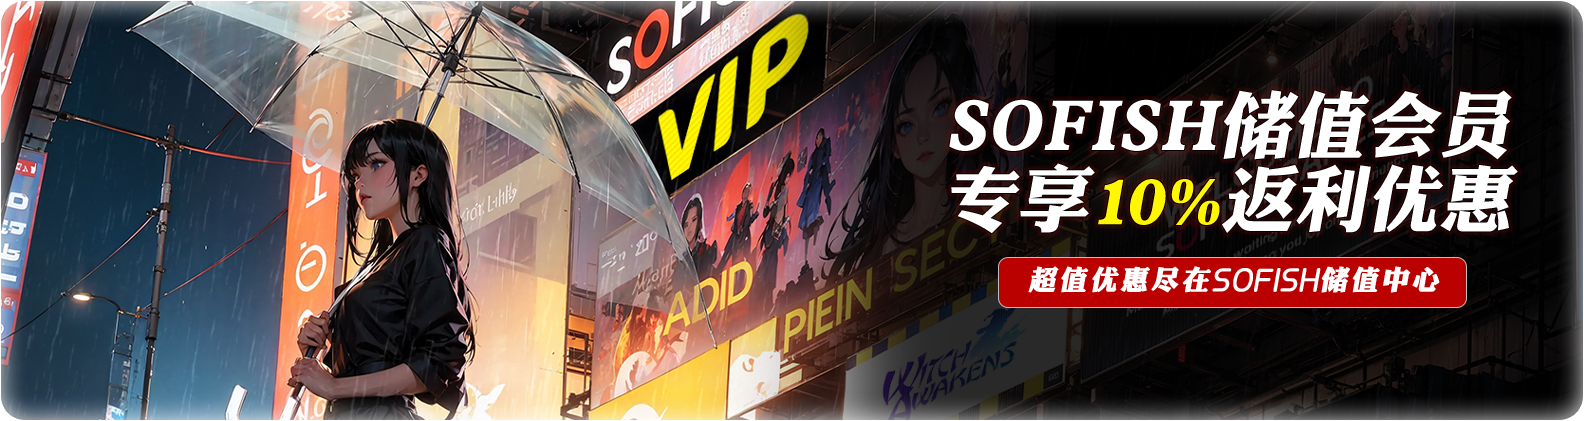 SOFISH
VIP
ADID
PIEIN SECT
WITCH
AWAKENS
SOFISH储值会员
专享10%返利优惠
超值优惠尽在SOFISH储值中心